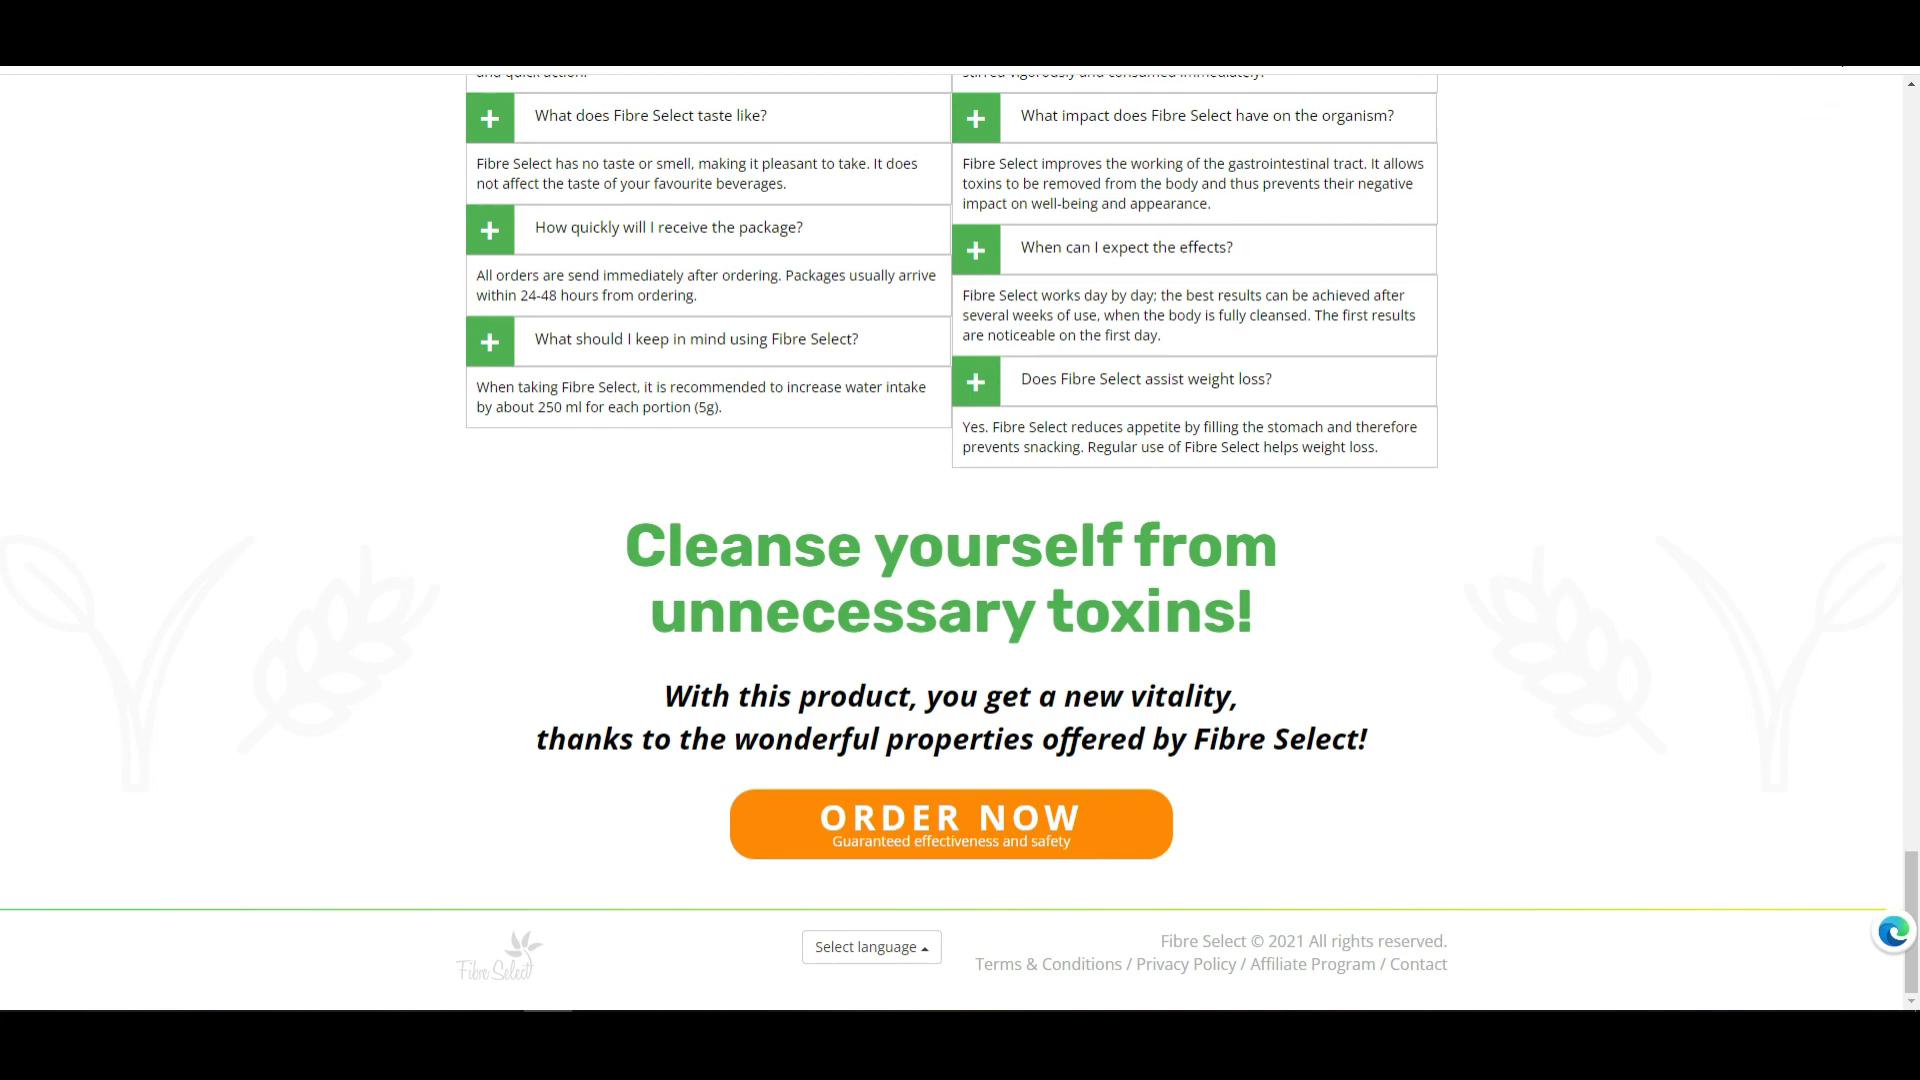 and quick action.
What does Fibre Select taste like?
Fibre Select has no taste or smell, making it pleasant to take. It does
not affect the taste of your favourite beverages.
How quickly will I receive the package?
All orders are send immediately after ordering. Packages usually arrive
within 24-48 hours from ordering.
What should I keep in mind using Fibre Select?
When taking Fibre Select, it is recommended to increase water intake
by about 250 ml for each portion (5g).
stirred vigorously and consumed immediately.
What impact does Fibre Select have on the organism?
Fibre Select improves the working of the gastrointestinal tract. It allows
toxins to be removed from the body and thus prevents their negative
impact on well-being and appearance.
When can I expect the effects?
Fibre Select works day by day; the best results can be achieved after
several weeks of use, when the body is fully cleansed. The first results
are noticeable on the first day.
Does Fibre Select assist weight loss?
Yes. Fibre Select reduces appetite by filling the stomach and therefore
prevents snacking. Regular use of Fibre Select helps weight loss.
Cleanse yourself from
unnecessary toxins!
With this product, you get a new vitality,
thanks to the wonderful properties offered by Fibre Select!
ORDER NOW
Guaranteed effectiveness and safety
Fibre Select
Select language
Fibre Select © 2021 All rights reserved.
Terms & Conditions / Privacy Policy / Affiliate Program / Contact